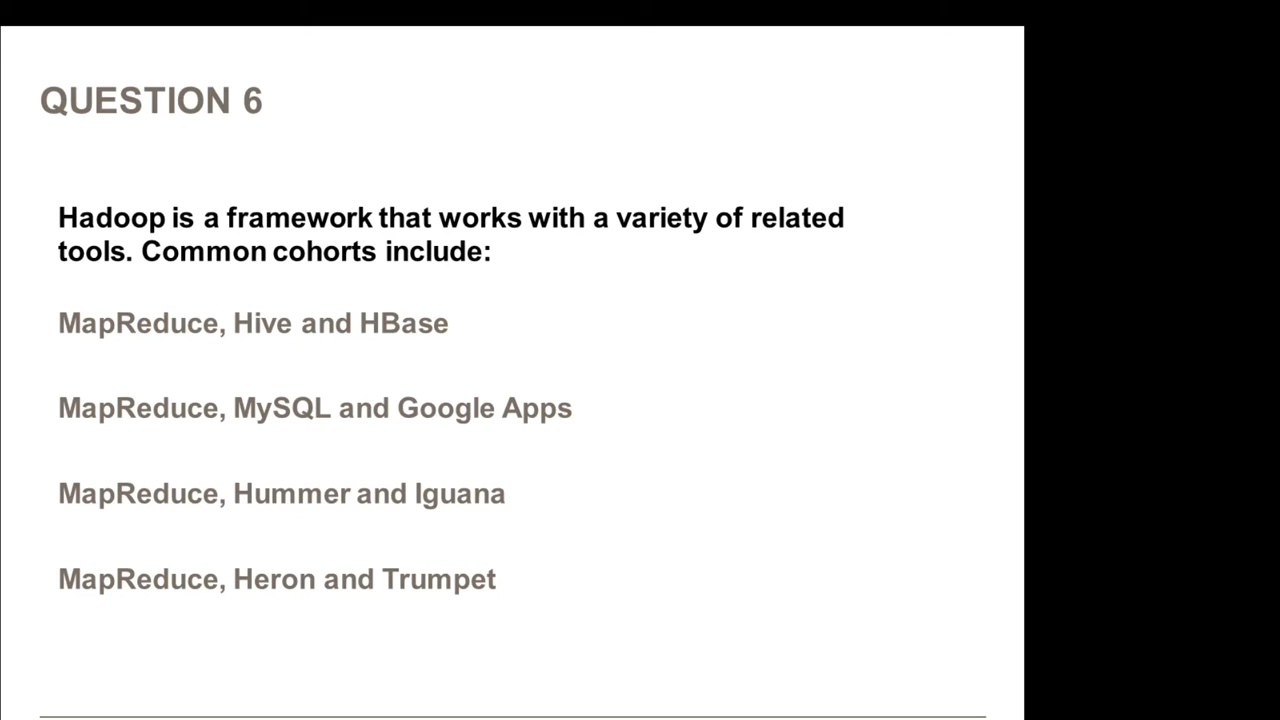 QUESTION 6
Hadoop is a framework that works with a variety of related
tools. Common cohorts include:
MapReduce, Hive and HBase
MapReduce, MySQL and Google Apps
MapReduce, Hummer and Iguana
MapReduce, Heron and Trumpet